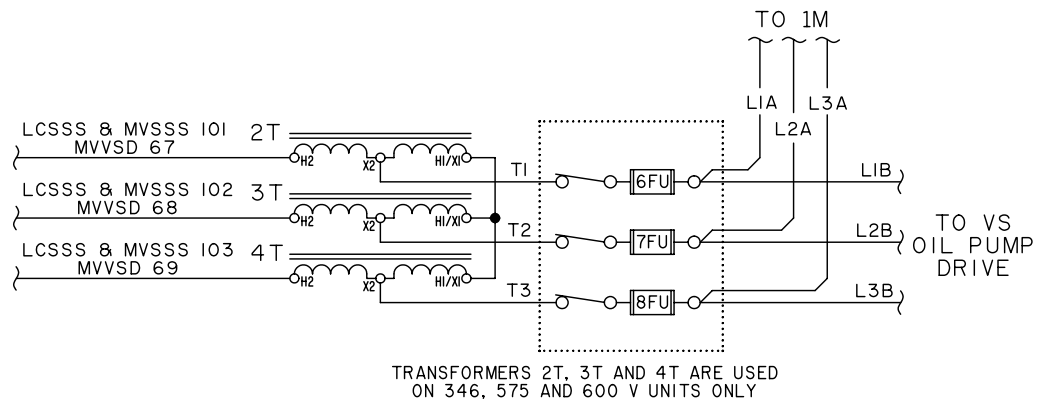 TO 1M
L1A
L3A
L2A
LCSSS & MVSSS 101
MVVSD 67
2T
H2
X2
H1/X1
T1
6FU
L1B
LCSSS & MVSSS 102
MVVSD 68
3T
H2
X2
H1/X1
T2
7FU
L2B
TO VS
OIL PUMP
DRIVE
LCSSS & MVSSS 103
MVVSD 69
4T
H2
X2
H1/X1
T3
8FU
L3B
TRANSFORMERS 2T, 3T AND 4T ARE USED
ON 346, 575 AND 600 V UNITS ONLY